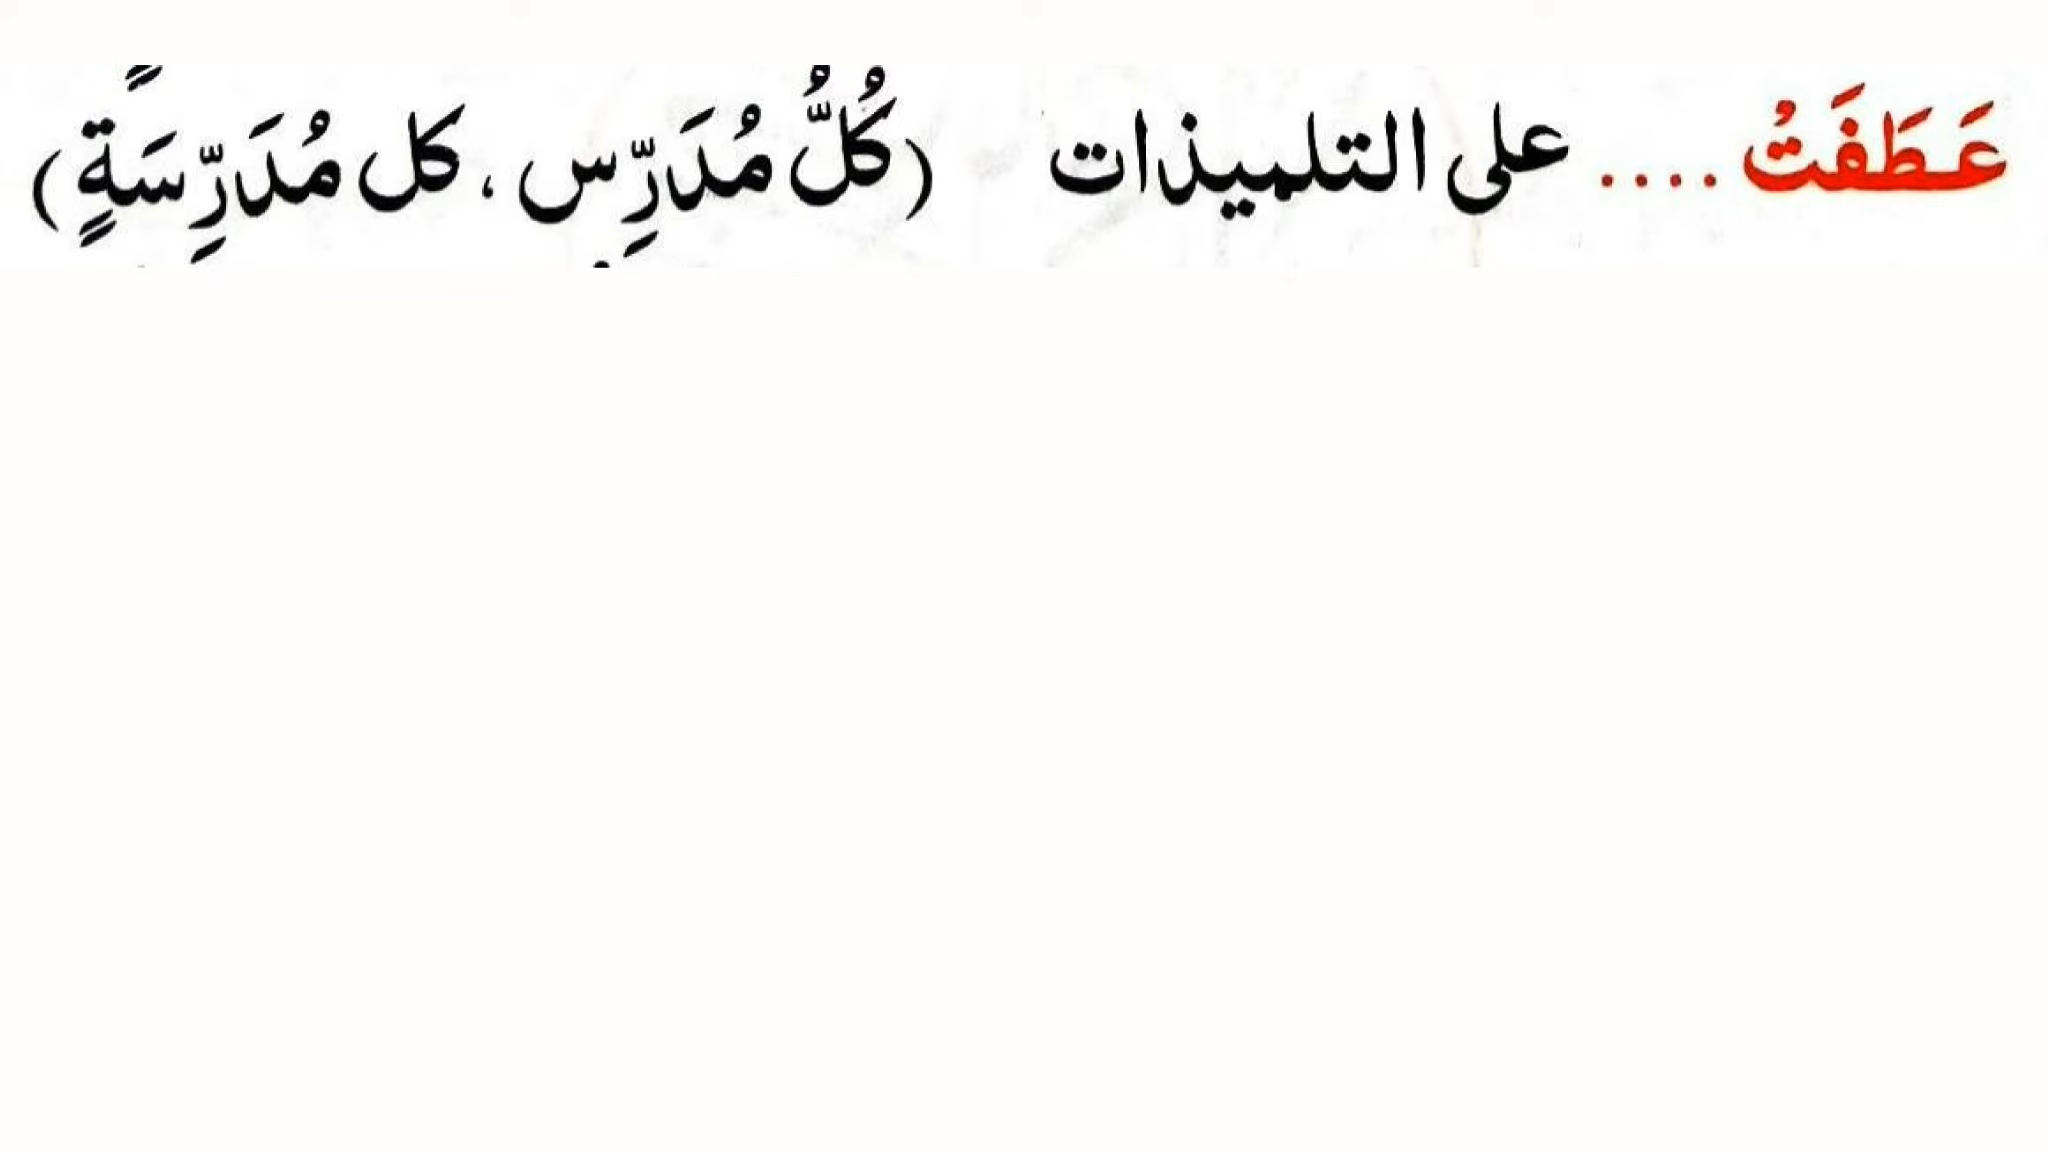 عَطَفَتُ .... على التلميذات (كُلُّ مُدَرِّس ، كل مُدَرِّسَةٍ)